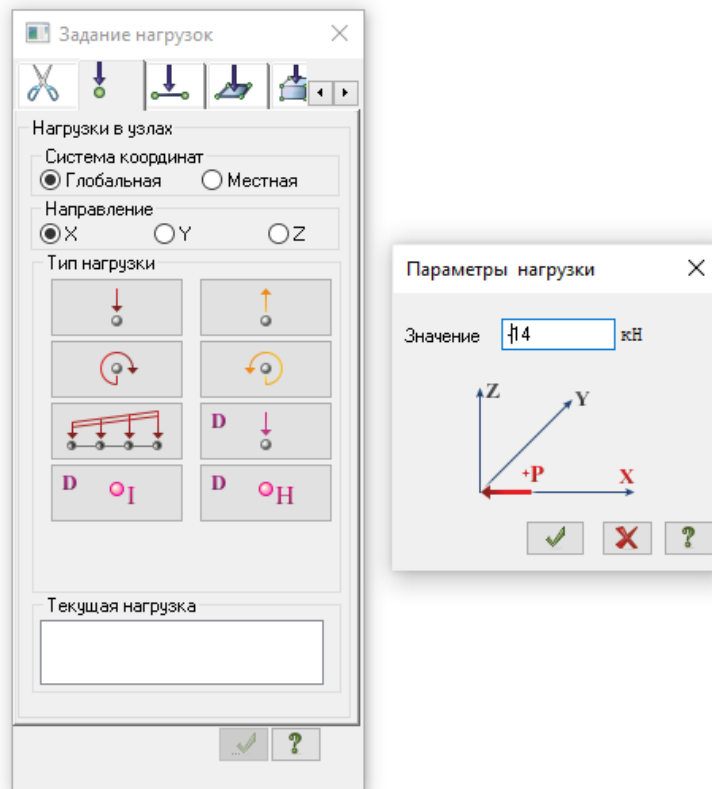 Задание нагрузок
Нагрузки в узлах
Система координат
Глобальная Местная
Направление
X Y Z
Тип нагрузки
D
D I D H
Текущая нагрузка
?
Параметры нагрузки
Значение -14 кН
Z Y
+P X
?